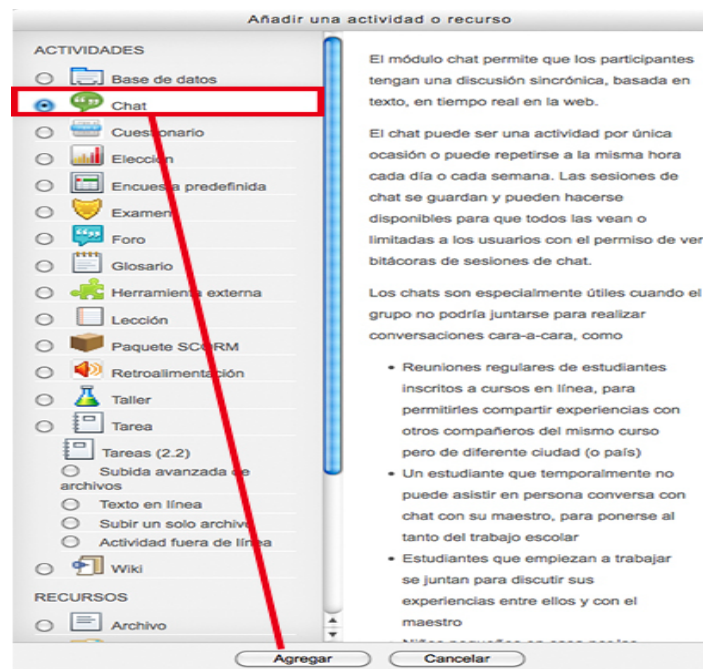 Añadir una actividad o recurso
ACTIVIDADES
Base de datos
Chat
Cuestionario
Elección
Encuesta predefinida
Examen
Foro
Glosario
Herramienta externa
Lección
Paquete SCORM
Retroalimentación
Taller
Tarea
Tareas (2.2)
Subida avanzada de
archivos
Texto en línea
Subir un solo archivo
Actividad fuera de línea
Wiki
RECURSOS
Archivo
El módulo chat permite que los participantes
tengan una discusión sincrónica, basada en
texto, en tiempo real en la web.
El chat puede ser una actividad por única
ocasión o puede repetirse a la misma hora
cada día o cada semana. Las sesiones de
chat se guardan y pueden hacerse
disponibles para que todos las vean o
limitadas a los usuarios con el permiso de ver
bitácoras de sesiones de chat.
Los chats son especialmente útiles cuando el
grupo no podría juntarse para realizar
conversaciones cara-a-cara, como
• Reuniones regulares de estudiantes
inscritos a cursos en línea, para
permitirles compartir experiencias con
otros compañeros del mismo curso
pero de diferente ciudad (o país)
• Un estudiante que temporalmente no
puede asistir en persona conversa con
chat con su maestro, para ponerse al
tanto del trabajo escolar
• Estudiantes que empiezan a trabajar
se juntan para discutir sus
experiencias entre ellos y con el
maestro
Agregar
Cancelar